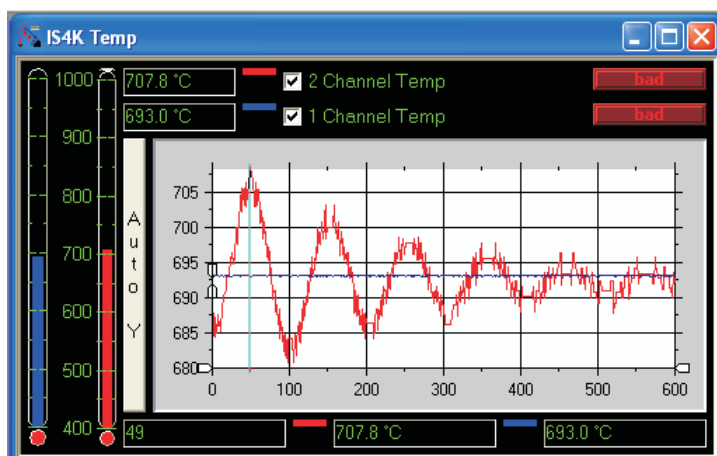 IS4K Temp
1000
900
800
700
600
500
400
707.8 °C
2 Channel Temp
bad
693.0 °C
1 Channel Temp
bad
Auto Y
705
700
695
690
685
680
0 100 200 300 400 500 600
49
707.8 °C
693.0 °C